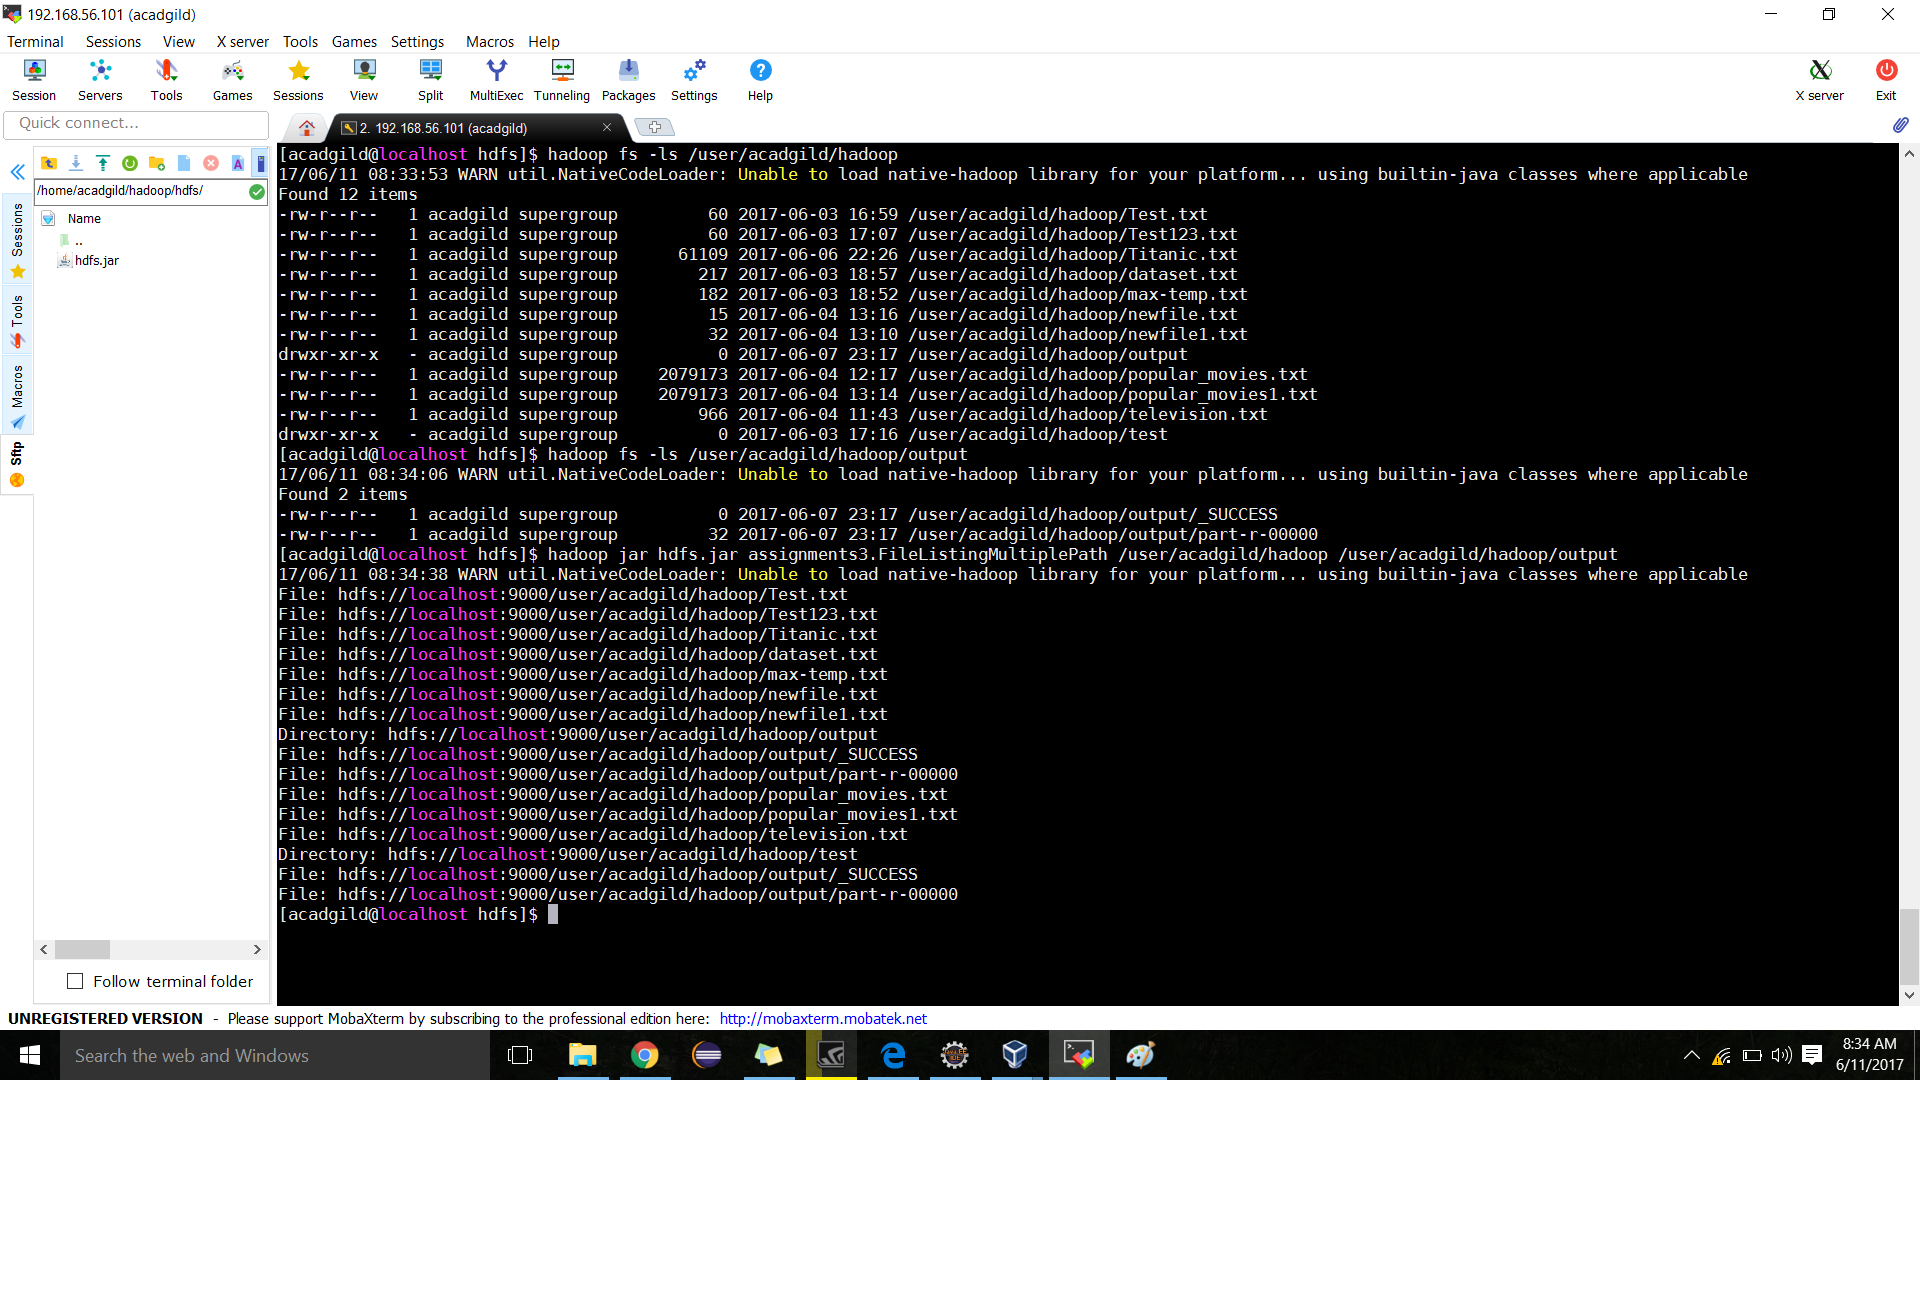 192.168.56.101 (acadgild)
Terminal Sessions View X server Tools Games Settings Macros Help
Session Servers Tools Games Sessions View Split MultiExec Tunneling Packages Settings Help X server Exit
Quick connect...
2. 192.168.56.101 (acadgild)
/home/acadgild/hadoop/hdfs/
Name
..
hdfs.jar
Sessions
Tools
Macros
Sftp
Follow terminal folder
[acadgild@localhost hdfs]$ hadoop fs -ls /user/acadgild/hadoop
17/06/11 08:33:53 WARN util.NativeCodeLoader: Unable to load native-hadoop library for your platform... using builtin-java classes where applicable
Found 12 items
-rw-r--r--   1 acadgild supergroup         60 2017-06-03 16:59 /user/acadgild/hadoop/Test.txt
-rw-r--r--   1 acadgild supergroup         60 2017-06-03 17:07 /user/acadgild/hadoop/Test123.txt
-rw-r--r--   1 acadgild supergroup      61109 2017-06-06 22:26 /user/acadgild/hadoop/Titanic.txt
-rw-r--r--   1 acadgild supergroup        217 2017-06-03 18:57 /user/acadgild/hadoop/dataset.txt
-rw-r--r--   1 acadgild supergroup        182 2017-06-03 18:52 /user/acadgild/hadoop/max-temp.txt
-rw-r--r--   1 acadgild supergroup         15 2017-06-04 13:16 /user/acadgild/hadoop/newfile.txt
-rw-r--r--   1 acadgild supergroup         32 2017-06-04 13:10 /user/acadgild/hadoop/newfile1.txt
drwxr-xr-x   - acadgild supergroup          0 2017-06-07 23:17 /user/acadgild/hadoop/output
-rw-r--r--   1 acadgild supergroup    2079173 2017-06-04 12:17 /user/acadgild/hadoop/popular_movies.txt
-rw-r--r--   1 acadgild supergroup    2079173 2017-06-04 13:14 /user/acadgild/hadoop/popular_movies1.txt
-rw-r--r--   1 acadgild supergroup        966 2017-06-04 11:43 /user/acadgild/hadoop/television.txt
drwxr-xr-x   - acadgild supergroup          0 2017-06-03 17:16 /user/acadgild/hadoop/test
[acadgild@localhost hdfs]$ hadoop fs -ls /user/acadgild/hadoop/output
17/06/11 08:34:06 WARN util.NativeCodeLoader: Unable to load native-hadoop library for your platform... using builtin-java classes where applicable
Found 2 items
-rw-r--r--   1 acadgild supergroup          0 2017-06-07 23:17 /user/acadgild/hadoop/output/_SUCCESS
-rw-r--r--   1 acadgild supergroup         32 2017-06-07 23:17 /user/acadgild/hadoop/output/part-r-00000
[acadgild@localhost hdfs]$ hadoop jar hdfs.jar assignments3.FileListingMultiplePath /user/acadgild/hadoop /user/acadgild/hadoop/output
17/06/11 08:34:38 WARN util.NativeCodeLoader: Unable to load native-hadoop library for your platform... using builtin-java classes where applicable
File: hdfs://localhost:9000/user/acadgild/hadoop/Test.txt
File: hdfs://localhost:9000/user/acadgild/hadoop/Test123.txt
File: hdfs://localhost:9000/user/acadgild/hadoop/Titanic.txt
File: hdfs://localhost:9000/user/acadgild/hadoop/dataset.txt
File: hdfs://localhost:9000/user/acadgild/hadoop/max-temp.txt
File: hdfs://localhost:9000/user/acadgild/hadoop/newfile.txt
File: hdfs://localhost:9000/user/acadgild/hadoop/newfile1.txt
Directory: hdfs://localhost:9000/user/acadgild/hadoop/output
File: hdfs://localhost:9000/user/acadgild/hadoop/output/_SUCCESS
File: hdfs://localhost:9000/user/acadgild/hadoop/output/part-r-00000
File: hdfs://localhost:9000/user/acadgild/hadoop/popular_movies.txt
File: hdfs://localhost:9000/user/acadgild/hadoop/popular_movies1.txt
File: hdfs://localhost:9000/user/acadgild/hadoop/television.txt
Directory: hdfs://localhost:9000/user/acadgild/hadoop/test
File: hdfs://localhost:9000/user/acadgild/hadoop/output/_SUCCESS
File: hdfs://localhost:9000/user/acadgild/hadoop/output/part-r-00000
[acadgild@localhost hdfs]$
UNREGISTERED VERSION - Please support MobaXterm by subscribing to the professional edition here: http://mobaxterm.mobatek.net
Search the web and Windows
8:34 AM
6/11/2017